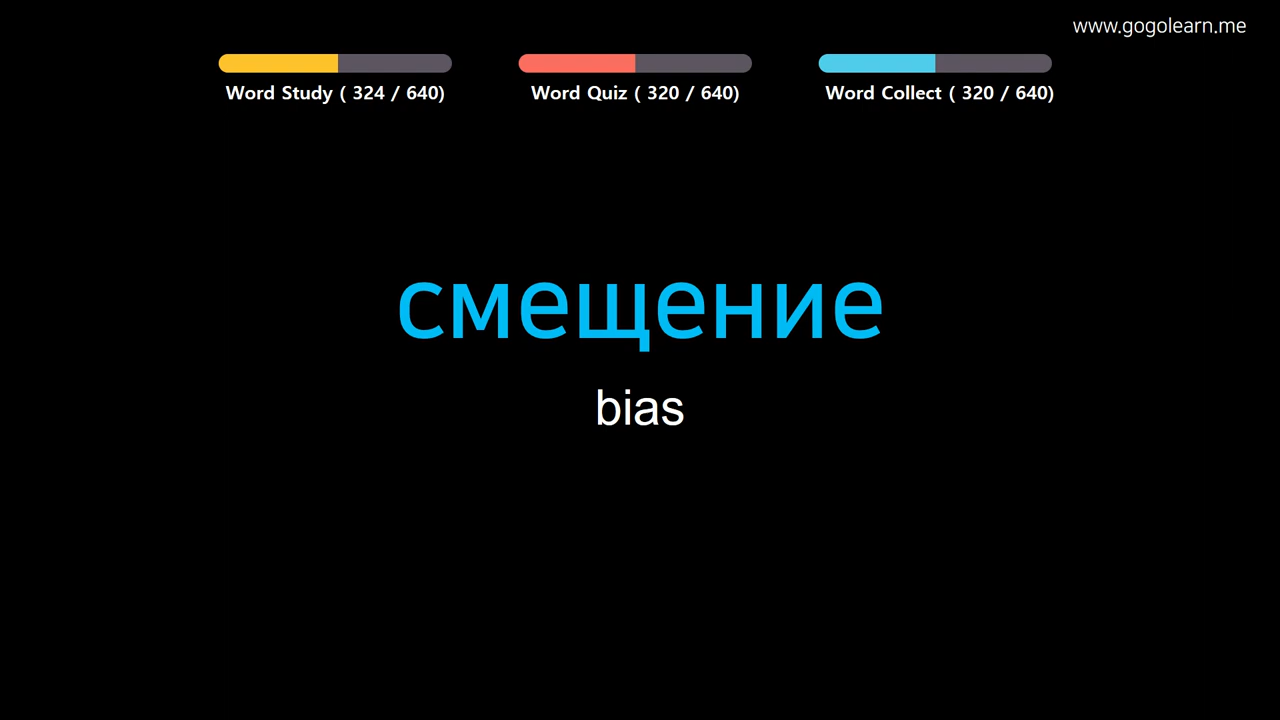 www.gogolearn.me
Word Study ( 324 / 640)
Word Quiz ( 320 / 640)
Word Collect ( 320 / 640)
смещение
bias